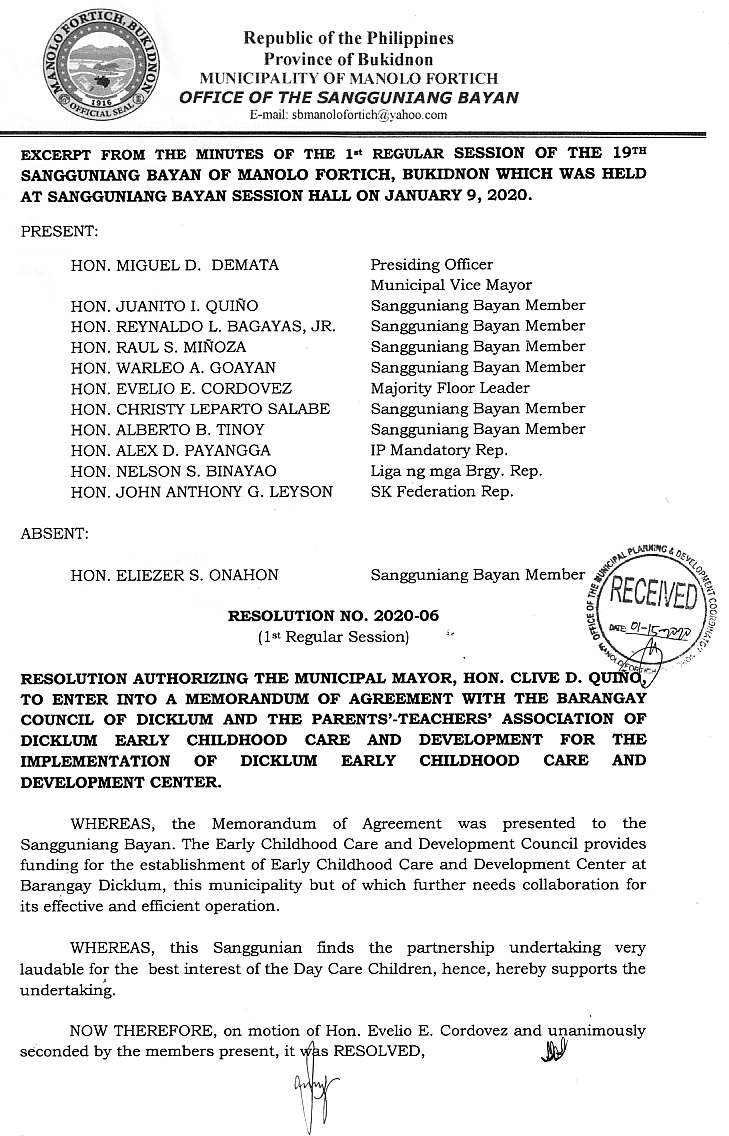 MANOLO FORTICH, BUKIDNON
1916
OFFICIAL SEAL
Republic of the Philippines
Province of Bukidnon
MUNICIPALITY OF MANOLO FORTICH
OFFICE OF THE SANGGUNIANG BAYAN
E-mail: sbmanolofortich@yahoo.com
EXCERPT FROM THE MINUTES OF THE 1st REGULAR SESSION OF THE 19TH
SANGGUNIANG BAYAN OF MANOLO FORTICH, BUKIDNON WHICH WAS HELD
AT SANGGUNIANG BAYAN SESSION HALL ON JANUARY 9, 2020.
PRESENT:
HON. MIGUEL D. DEMATA Presiding Officer
Municipal Vice Mayor
HON. JUANITO I. QUIÑO Sangguniang Bayan Member
HON. REYNALDO L. BAGAYAS, JR. Sangguniang Bayan Member
HON. RAUL S. MIÑOZA Sangguniang Bayan Member
HON. WARLEO A. GOAYAN Sangguniang Bayan Member
HON. EVELIO E. CORDOVEZ Majority Floor Leader
HON. CHRISTY LEPARTO SALABE Sangguniang Bayan Member
HON. ALBERTO B. TINOY Sangguniang Bayan Member
HON. ALEX D. PAYANGGA IP Mandatory Rep.
HON. NELSON S. BINAYAO Liga ng mga Brgy. Rep.
HON. JOHN ANTHONY G. LEYSON SK Federation Rep.
ABSENT:
HON. ELIEZER S. ONAHON Sangguniang Bayan Member
OFFICE OF THE MUNICIPAL PLANNING & DEVELOPMENT COORDINATOR
RECEIVED
DATE 01-15-2020
MANOLO FORTICH
RESOLUTION NO. 2020-06
(1st Regular Session)
RESOLUTION AUTHORIZING THE MUNICIPAL MAYOR, HON. CLIVE D. QUIÑO,
TO ENTER INTO A MEMORANDUM OF AGREEMENT WITH THE BARANGAY
COUNCIL OF DICKLUM AND THE PARENTS'-TEACHERS' ASSOCIATION OF
DICKLUM EARLY CHILDHOOD CARE AND DEVELOPMENT FOR THE
IMPLEMENTATION OF DICKLUM EARLY CHILDHOOD CARE AND
DEVELOPMENT CENTER.
WHEREAS, the Memorandum of Agreement was presented to the
Sangguniang Bayan. The Early Childhood Care and Development Council provides
funding for the establishment of Early Childhood Care and Development Center at
Barangay Dicklum, this municipality but of which further needs collaboration for
its effective and efficient operation.
WHEREAS, this Sanggunian finds the partnership undertaking very
laudable for the best interest of the Day Care Children, hence, hereby supports the
undertaking.
NOW THEREFORE, on motion of Hon. Evelio E. Cordovez and unanimously
seconded by the members present, it was RESOLVED,